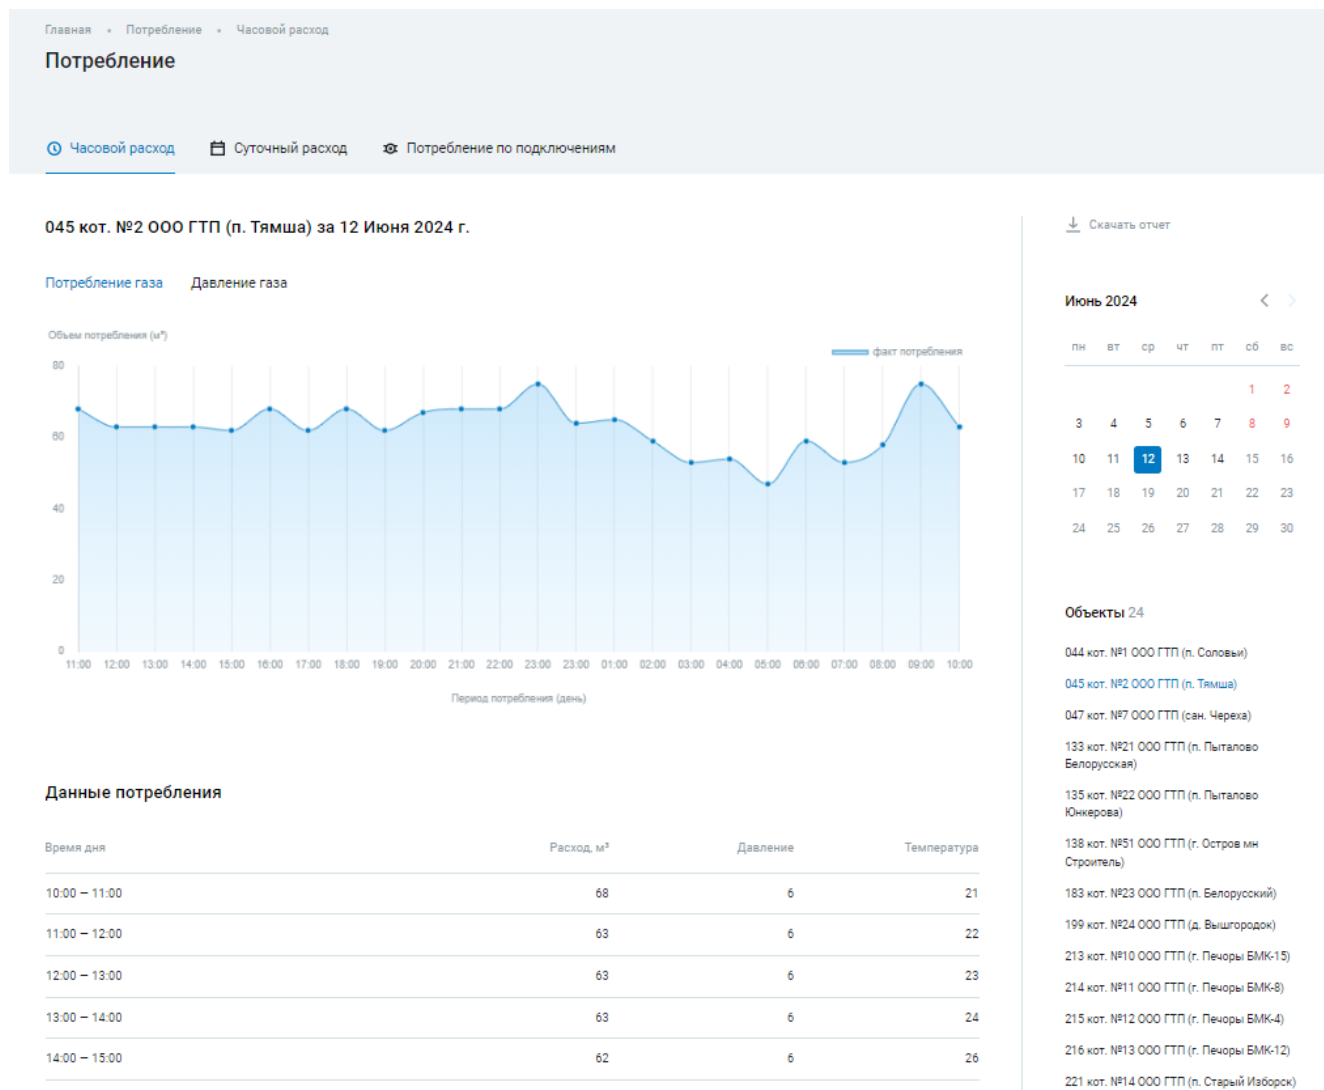 Главная • Потребление • Часовой расход
Потребление
Часовой расход Суточный расход Потребление по подключениям
045 кот. №2 ООО ГТП (п. Тямша) за 12 Июня 2024 г.
Потребление газа Давление газа
Объем потребления (м³)
факт потребления
80
60
40
20
0
11:00 12:00 13:00 14:00 15:00 16:00 17:00 18:00 19:00 20:00 21:00 22:00 23:00 23:00 01:00 02:00 03:00 04:00 05:00 06:00 07:00 08:00 09:00 10:00
Период потребления (день)
Данные потребления
Время дня Расход, м³ Давление Температура
10:00 — 11:00 68 6 21
11:00 — 12:00 63 6 22
12:00 — 13:00 63 6 23
13:00 — 14:00 63 6 24
14:00 — 15:00 62 6 26
Скачать отчет
Июнь 2024
пн вт ср чт пт сб вс
1 2
3 4 5 6 7 8 9
10 11 12 13 14 15 16
17 18 19 20 21 22 23
24 25 26 27 28 29 30
Объекты 24
044 кот. №1 ООО ГТП (п. Соловьи)
045 кот. №2 ООО ГТП (п. Тямша)
047 кот. №7 ООО ГТП (сан. Череха)
133 кот. №21 ООО ГТП (п. Пыталово
Белорусская)
135 кот. №22 ООО ГТП (п. Пыталово
Юнкерова)
138 кот. №51 ООО ГТП (г. Остров мн
Строитель)
183 кот. №23 ООО ГТП (п. Белорусский)
199 кот. №24 ООО ГТП (д. Вышгородок)
213 кот. №10 ООО ГТП (г. Печоры БМК-15)
214 кот. №11 ООО ГТП (г. Печоры БМК-8)
215 кот. №12 ООО ГТП (г. Печоры БМК-4)
216 кот. №13 ООО ГТП (г. Печоры БМК-12)
221 кот. №14 ООО ГТП (п. Старый Изборск)